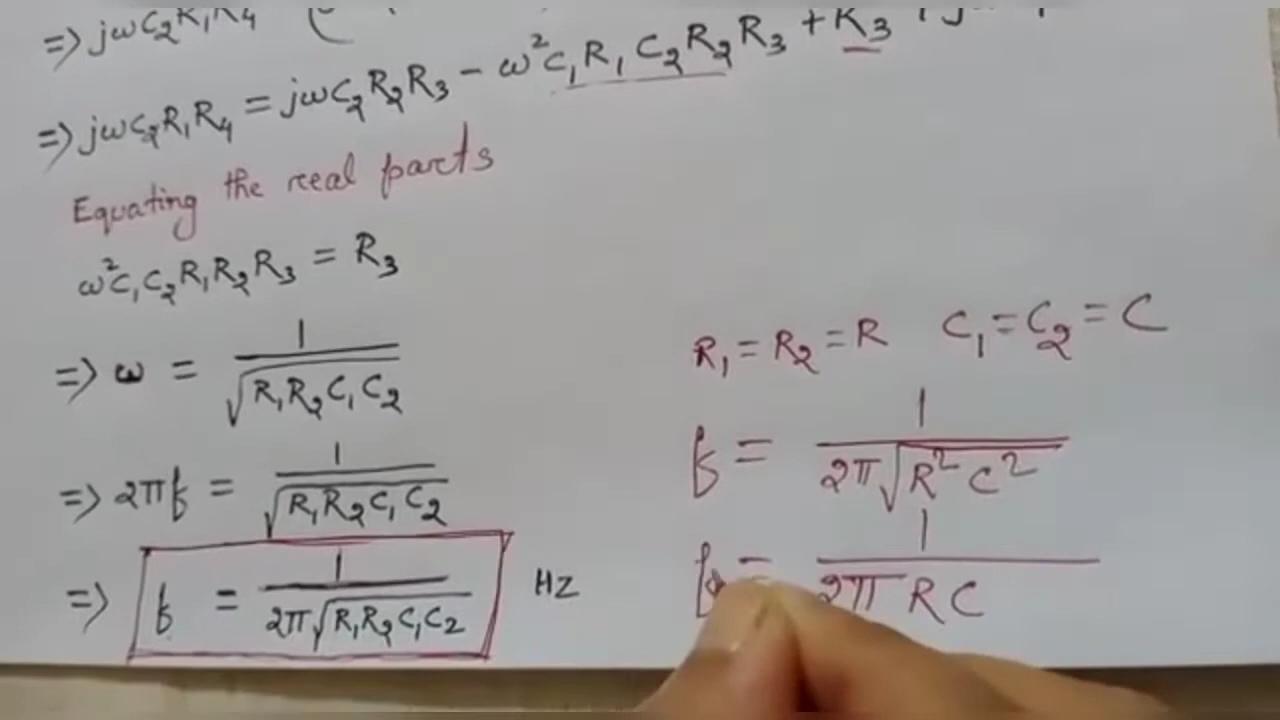 => jωC₂R₁R₄
=> jωC₂R₁R₄ = jωC₂R₂R₃ - ω²C₁R₁C₂R₂R₃ + R₃
Equating the real parts
ω²C₁C₂R₁R₂R₃ = R₃
=> ω = 1/√(R₁R₂C₁C₂)
=> 2πf = 1/√(R₁R₂C₁C₂)
=> f = 1/(2π√(R₁R₂C₁C₂)) HZ
R₁ = R₂ = R C₁ = C₂ = C
f = 1/(2π√(R²C²))
f = 1/(2πRC)